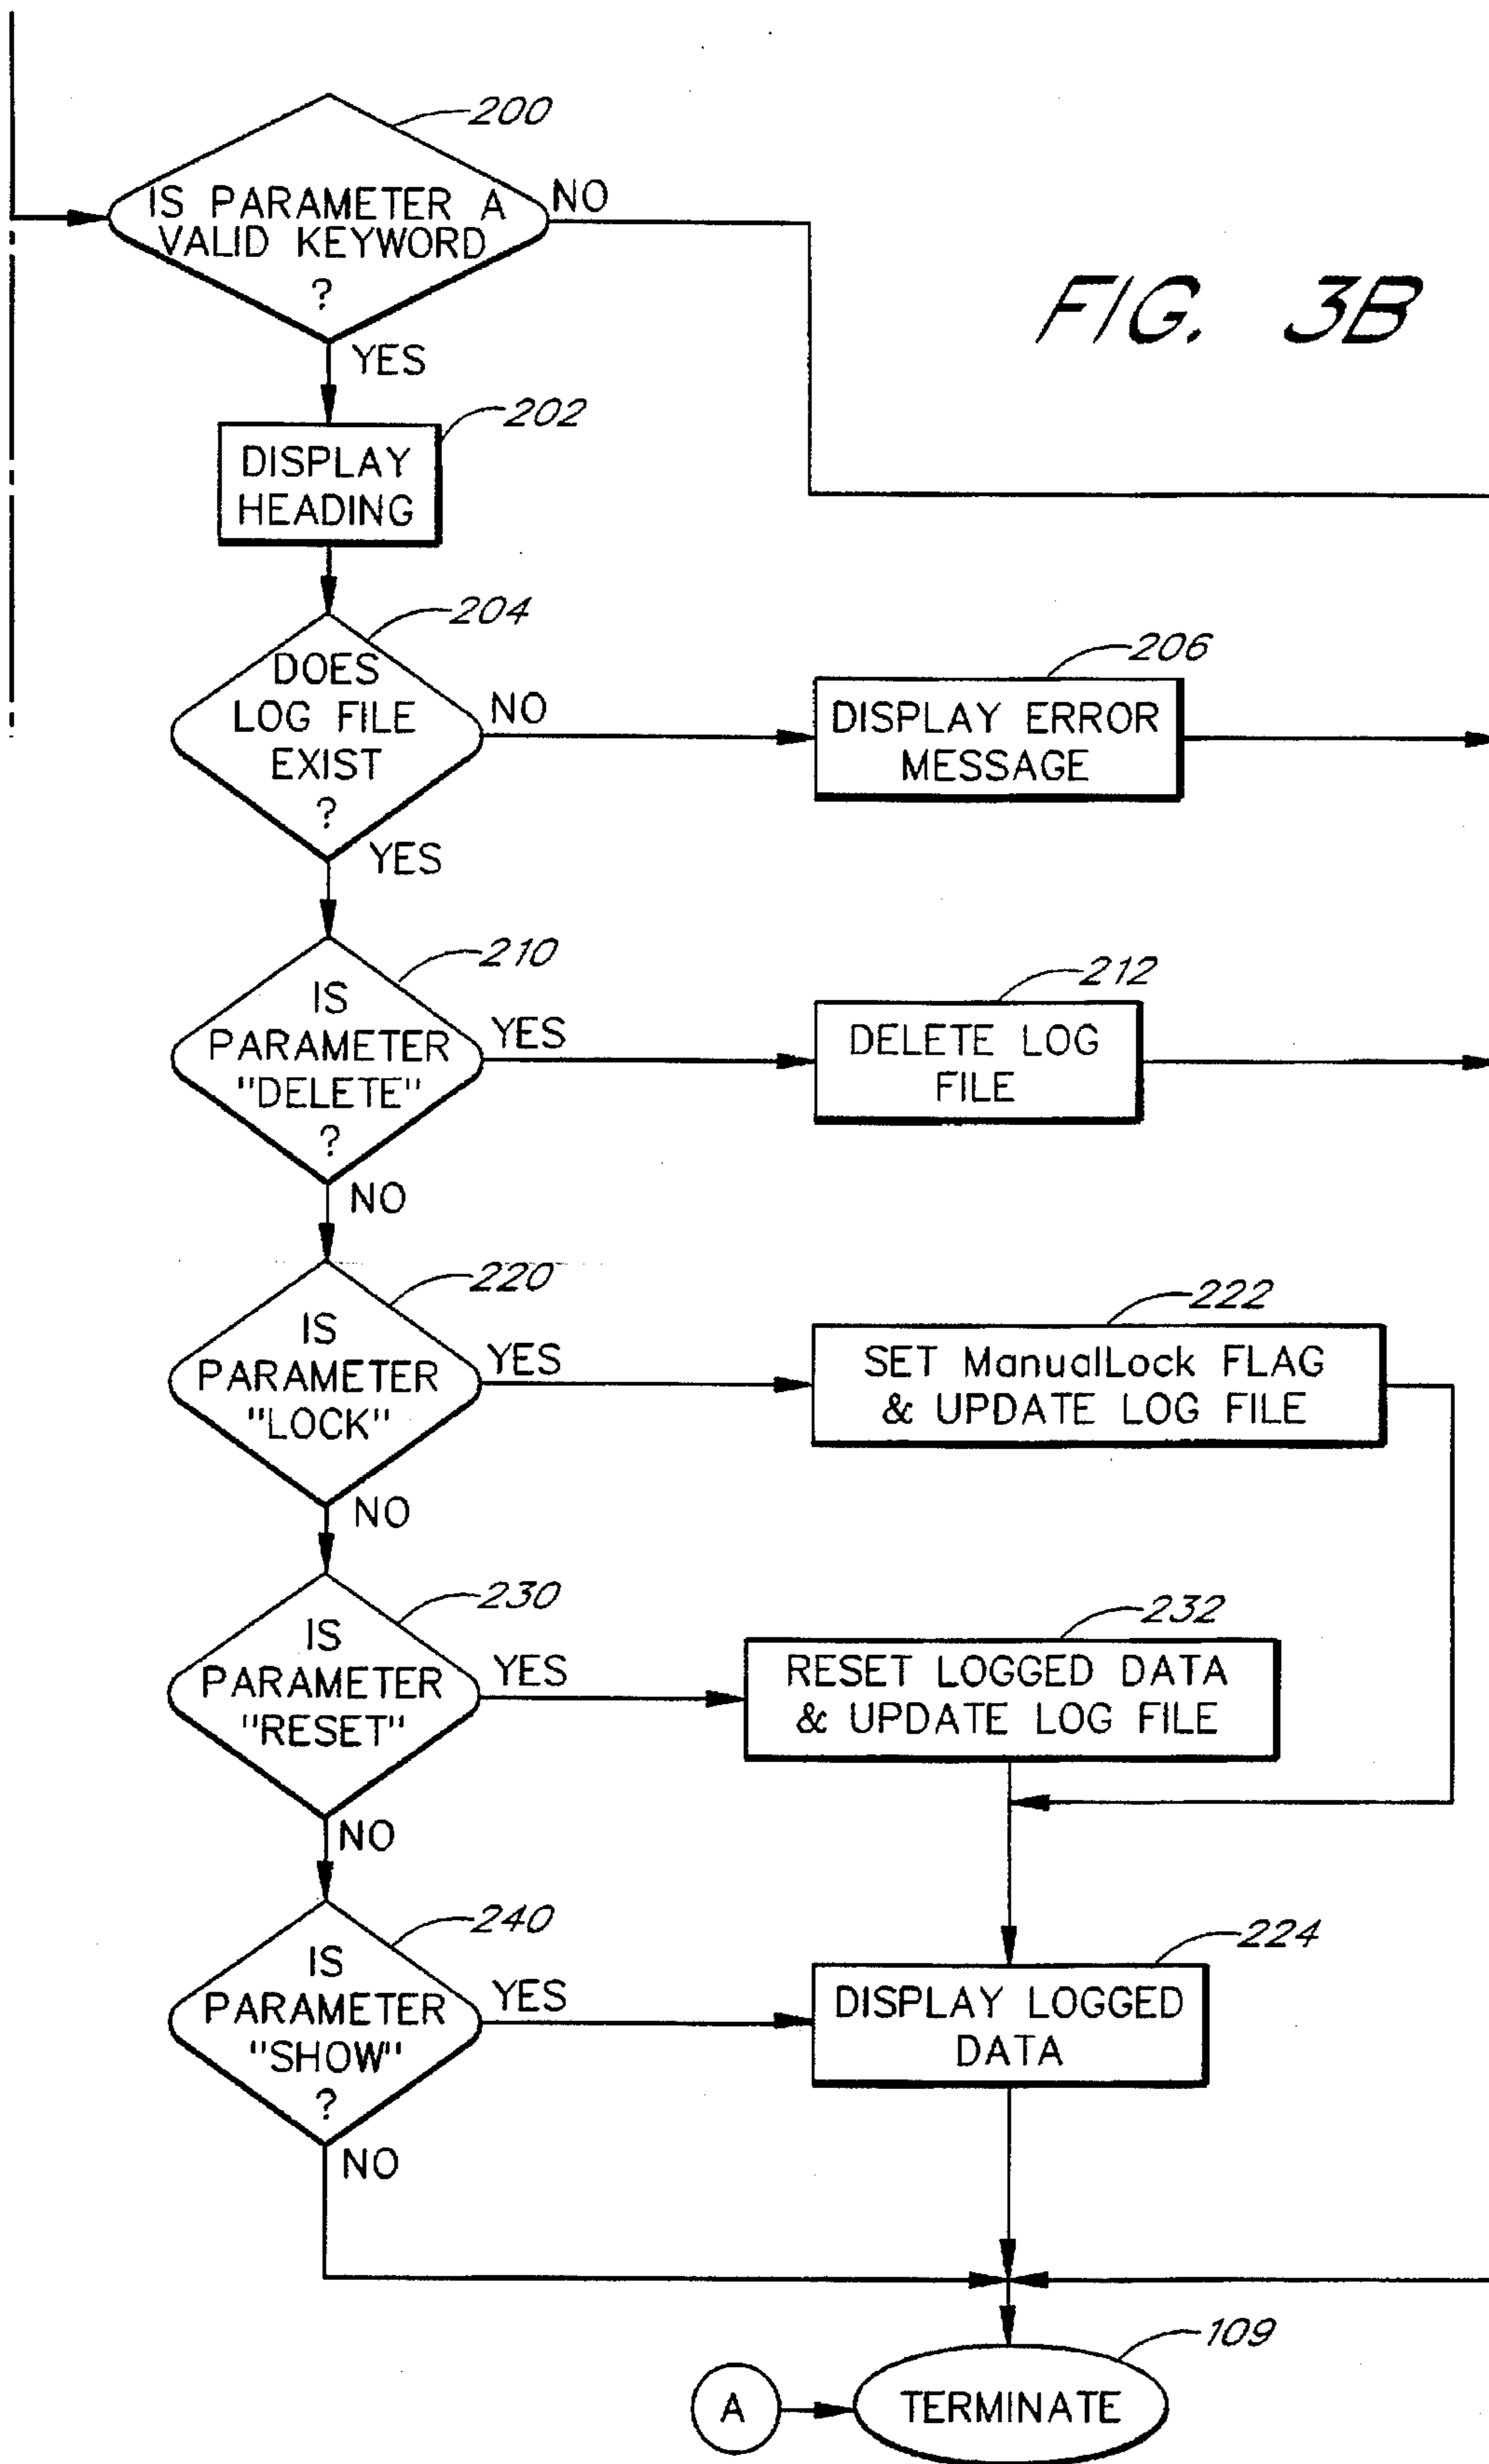 200
IS PARAMETER A
VALID KEYWORD
?
NO
YES
FIG. 3B
202
DISPLAY
HEADING
204
DOES
LOG FILE
EXIST
?
NO
YES
206
DISPLAY ERROR
MESSAGE
210
IS
PARAMETER
"DELETE"
?
YES
NO
212
DELETE LOG
FILE
220
IS
PARAMETER
"LOCK"
YES
NO
222
SET ManualLock FLAG
& UPDATE LOG FILE
230
IS
PARAMETER
"RESET"
YES
NO
232
RESET LOGGED DATA
& UPDATE LOG FILE
240
IS
PARAMETER
"SHOW"
?
YES
NO
224
DISPLAY LOGGED
DATA
109
A
TERMINATE